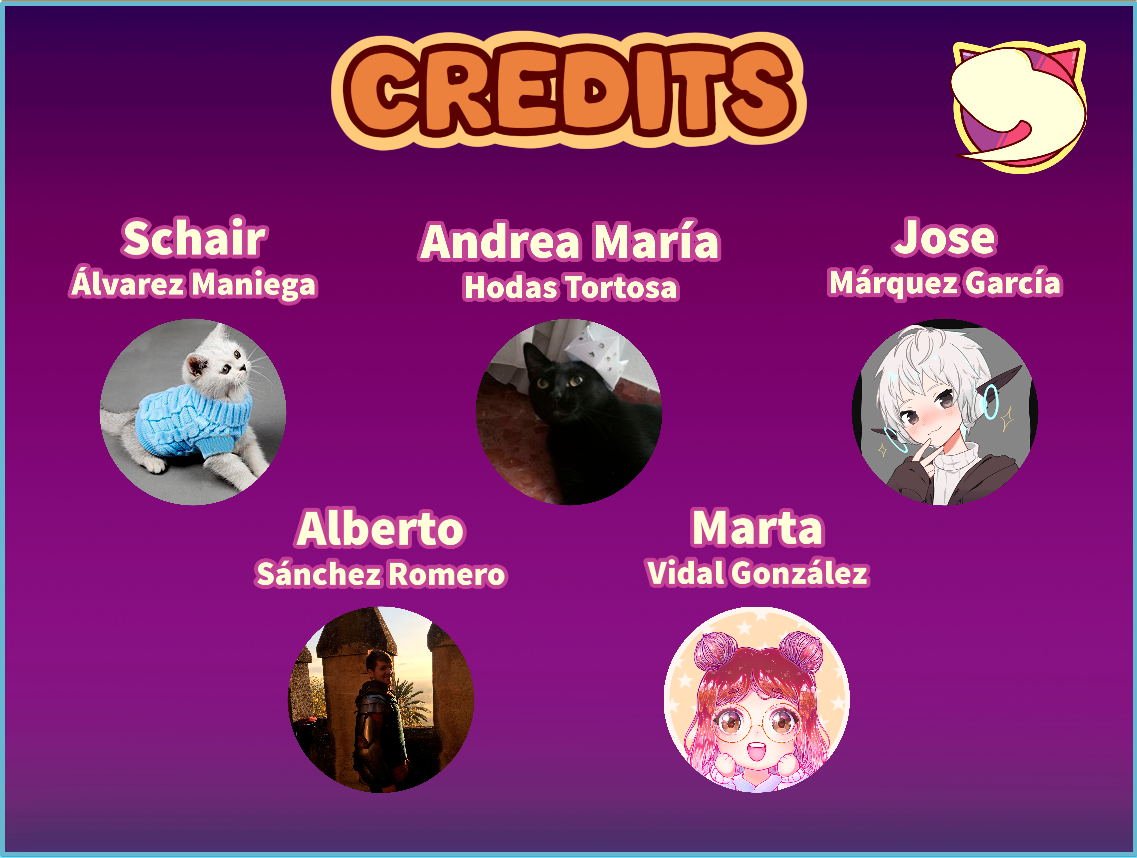 CREDITS
Schair
Álvarez Maniega
Andrea María
Hodas Tortosa
Jose
Márquez García
Alberto
Sánchez Romero
Marta
Vidal González